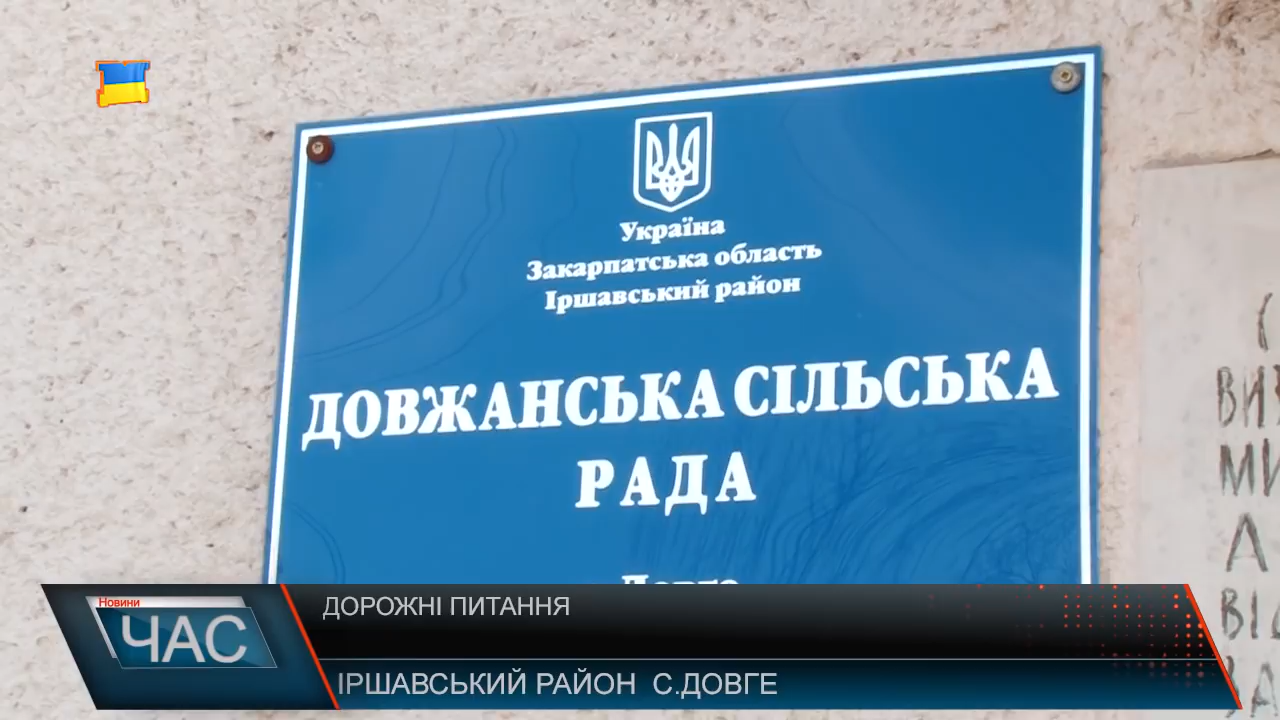 Україна
Закарпатська область
Іршавський район
ДОВЖАНСЬКА СІЛЬСЬКА
РАДА
Новини
ЧАС
ДОРОЖНІ ПИТАННЯ
ІРШАВСЬКИЙ РАЙОН С.ДОВГЕ